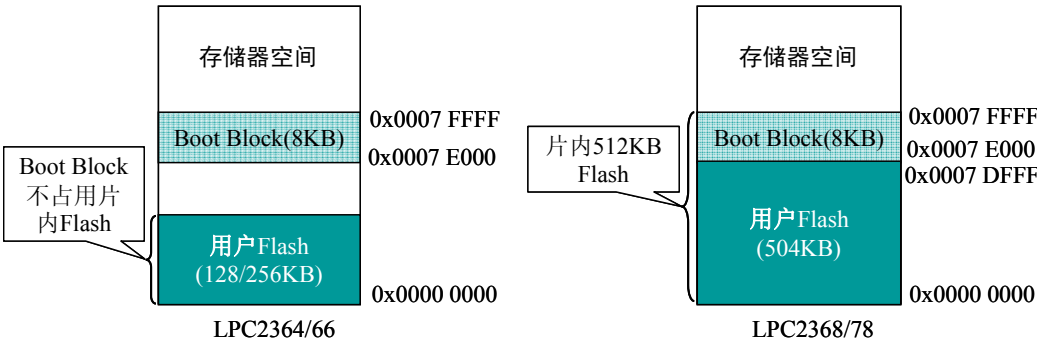 存储器空间
0x0007 FFFF
Boot Block(8KB)
0x0007 E000
Boot Block
不占用片
内Flash
用户Flash
(128/256KB)
0x0000 0000
LPC2364/66
存储器空间
0x0007 FFFF
Boot Block(8KB)
0x0007 E000
片内512KB
Flash
0x0007 DFFF
用户Flash
(504KB)
0x0000 0000
LPC2368/78